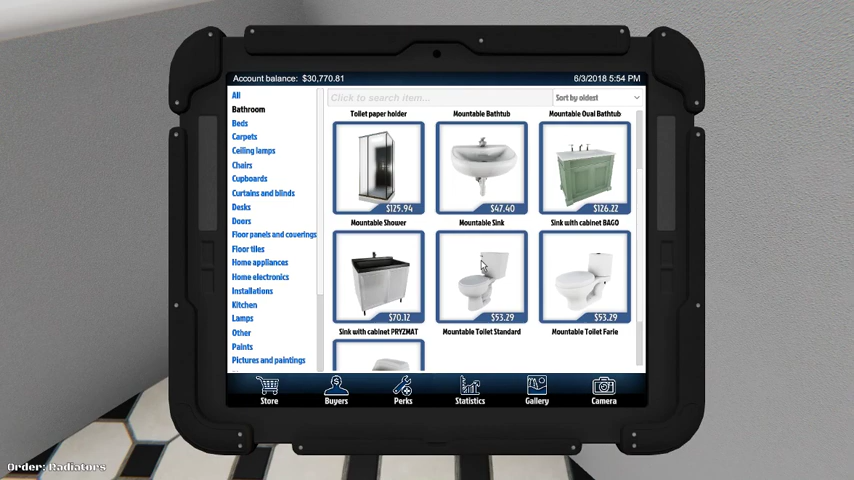 Account balance: $30,770.81
6/3/2018 5:54 PM
All
Bathroom
Beds
Carpets
Ceiling lamps
Chairs
Cupboards
Curtains and blinds
Desks
Doors
Floor panels and coverings
Floor tiles
Home appliances
Home electronics
Installations
Kitchen
Lamps
Other
Paints
Pictures and paintings
Click to search item...
Sort by oldest
Toilet paper holder
Mountable Bathtub
Mountable Oval Bathtub
$125.94
$47.40
$126.22
Mountable Shower
Mountable Sink
Sink with cabinet BAGO
$70.12
$53.29
$53.29
Sink with cabinet PRYZMAT
Mountable Toilet Standard
Mountable Toilet Farie
Store
Buyers
Perks
Statistics
Gallery
Camera
Order: Radiators